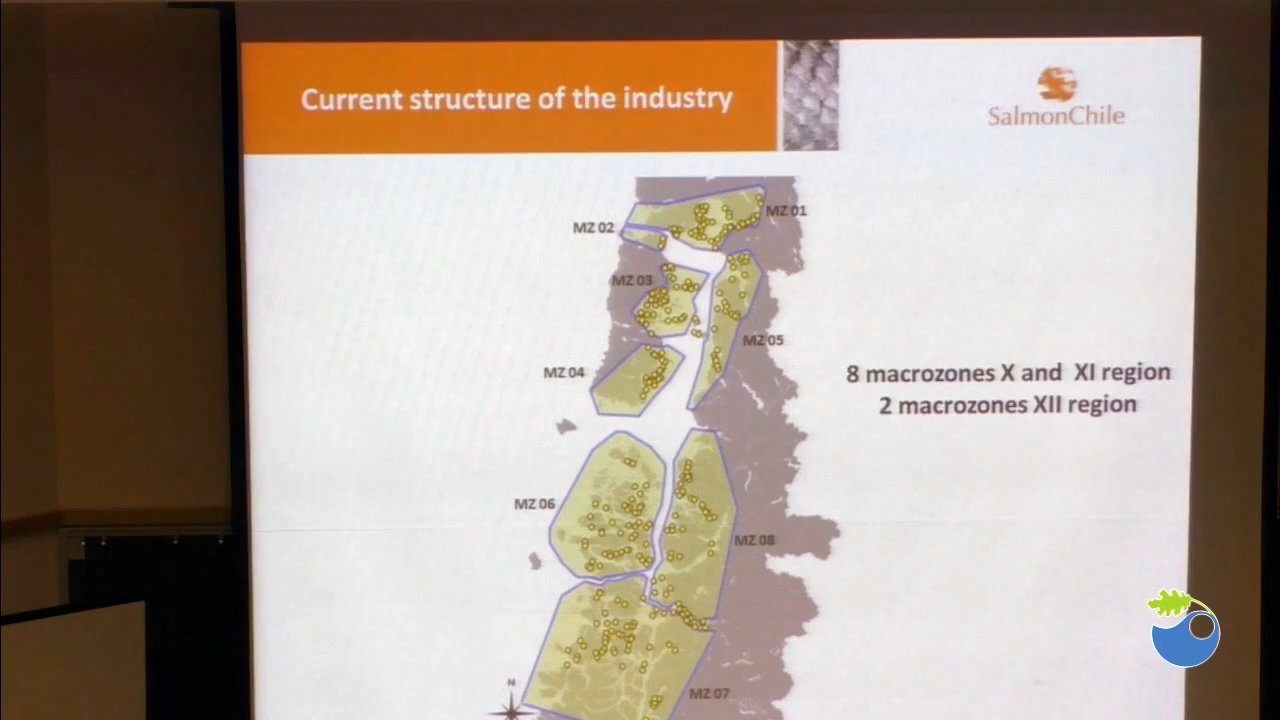 Current structure of the industry
SalmonChile
MZ 01
MZ 02
MZ 03
MZ 05
MZ 04
8 macrozones X and XI region
2 macrozones XII region
MZ 06
MZ 08
N
MZ 07